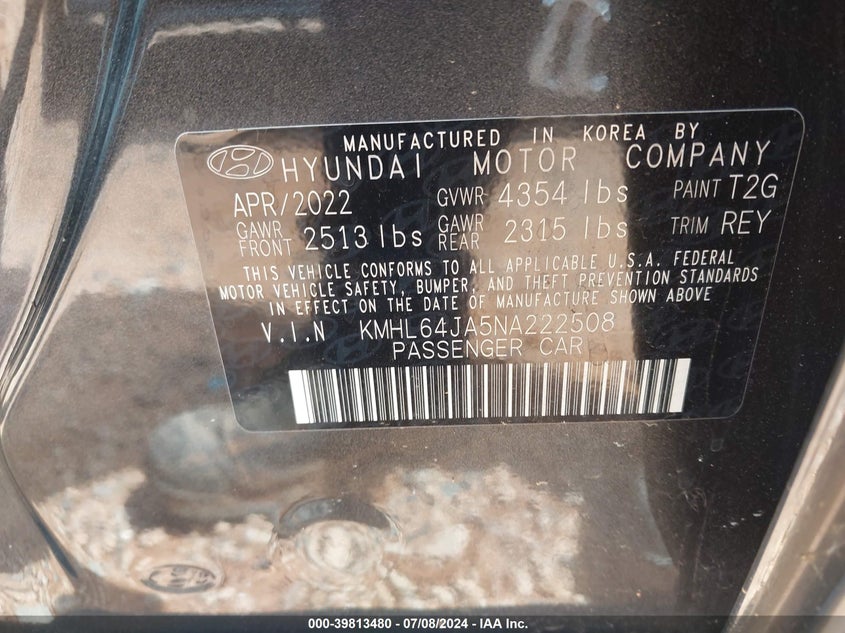 MANUFACTURED IN KOREA BY
HYUNDAI MOTOR COMPANY
APR/2022 GVWR 4354 lbs PAINT T2G
GAWR FRONT 2513 lbs GAWR REAR 2315 lbs TRIM REY
THIS VEHICLE CONFORMS TO ALL APPLICABLE U.S.A. FEDERAL
MOTOR VEHICLE SAFETY, BUMPER, AND THEFT PREVENTION STANDARDS
IN EFFECT ON THE DATE OF MANUFACTURE SHOWN ABOVE
V.I.N KMHL64JA5NA222508
PASSENGER CAR
000-39813480 - 07/08/2024 - IAA Inc.